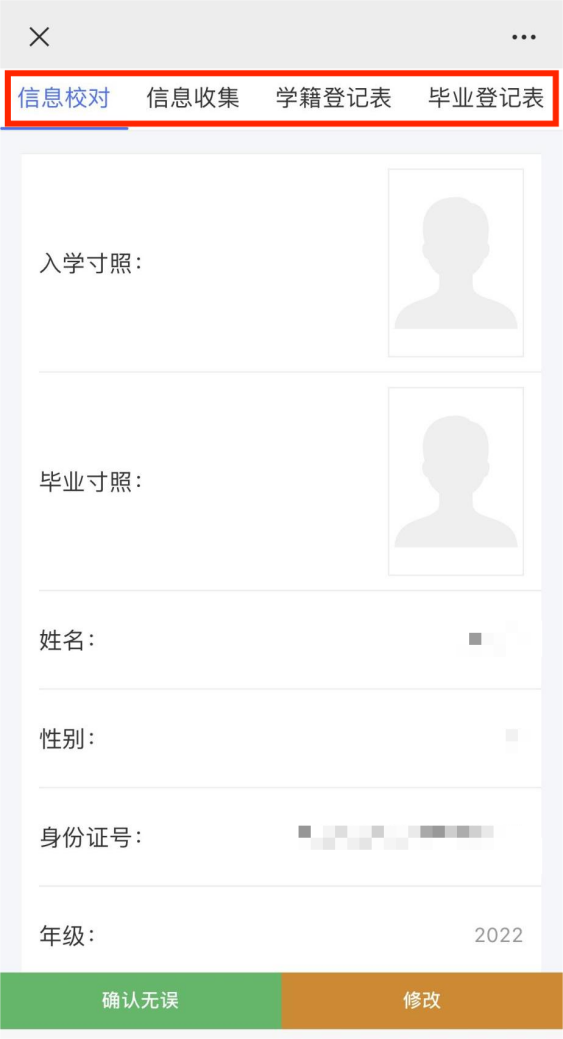 信息校对 信息收集 学籍登记表 毕业登记表
入学寸照：
毕业寸照：
姓名：
性别：
身份证号：
年级： 2022
确认无误 修改